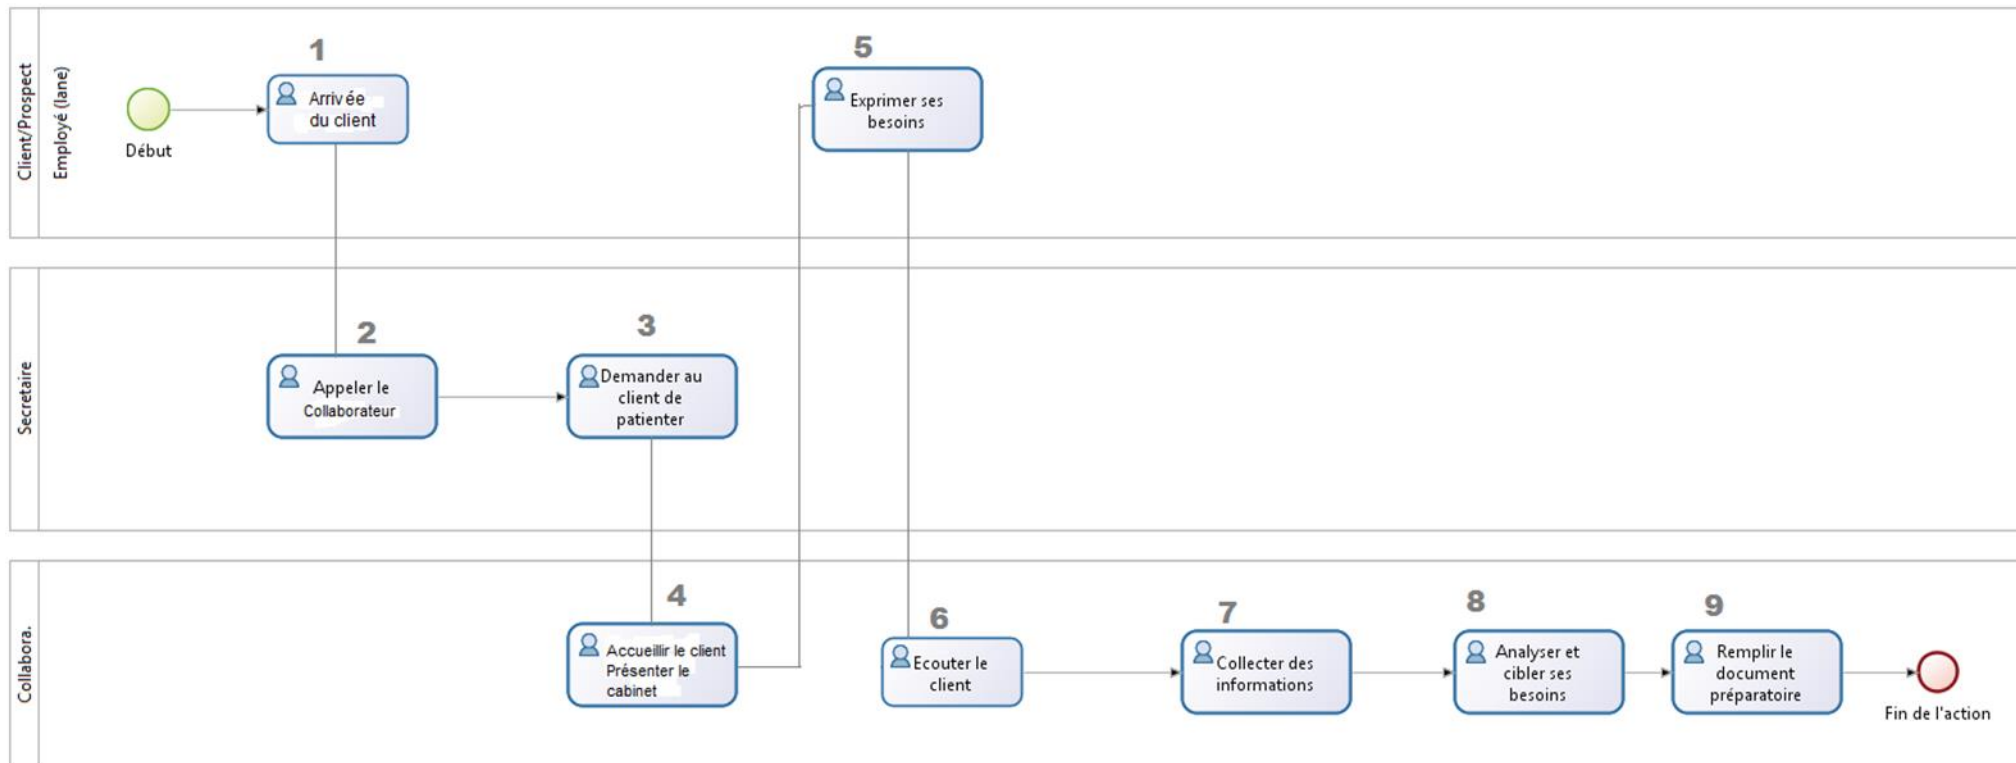 Client/Prospect
Employé (lane)
Début
1
Arrivée
du client
5
Exprimer ses
besoins
Secretaire
2
Appeler le
Collaborateur
3
Demander au
client de
patienter
Collabora.
4
Accueillir le client
Présenter le
cabinet
6
Ecouter le
client
7
Collecter des
informations
8
Analyser et
cibler ses
besoins
9
Remplir le
document
préparatoire
Fin de l'action